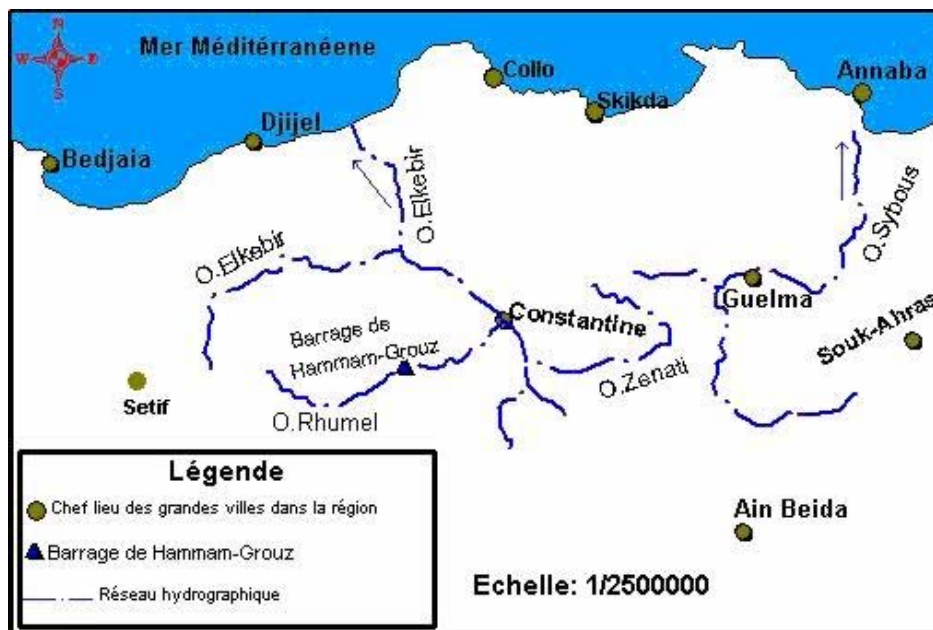 N
W E
S
Mer Méditérranéene
Collo
Annaba
Skikda
Djijel
Bedjaia
O.Elkebir
O.Sybous
O.Elkebir
Guelma
Constantine
Souk-Ahras
Barrage de
Hammam-Grouz
O.Zenati
Setif
O.Rhumel
Légende
Chef lieu des grandes villes dans la région
Barrage de Hammam-Grouz
Réseau hydrographique
Ain Beida
Echelle: 1/2500000